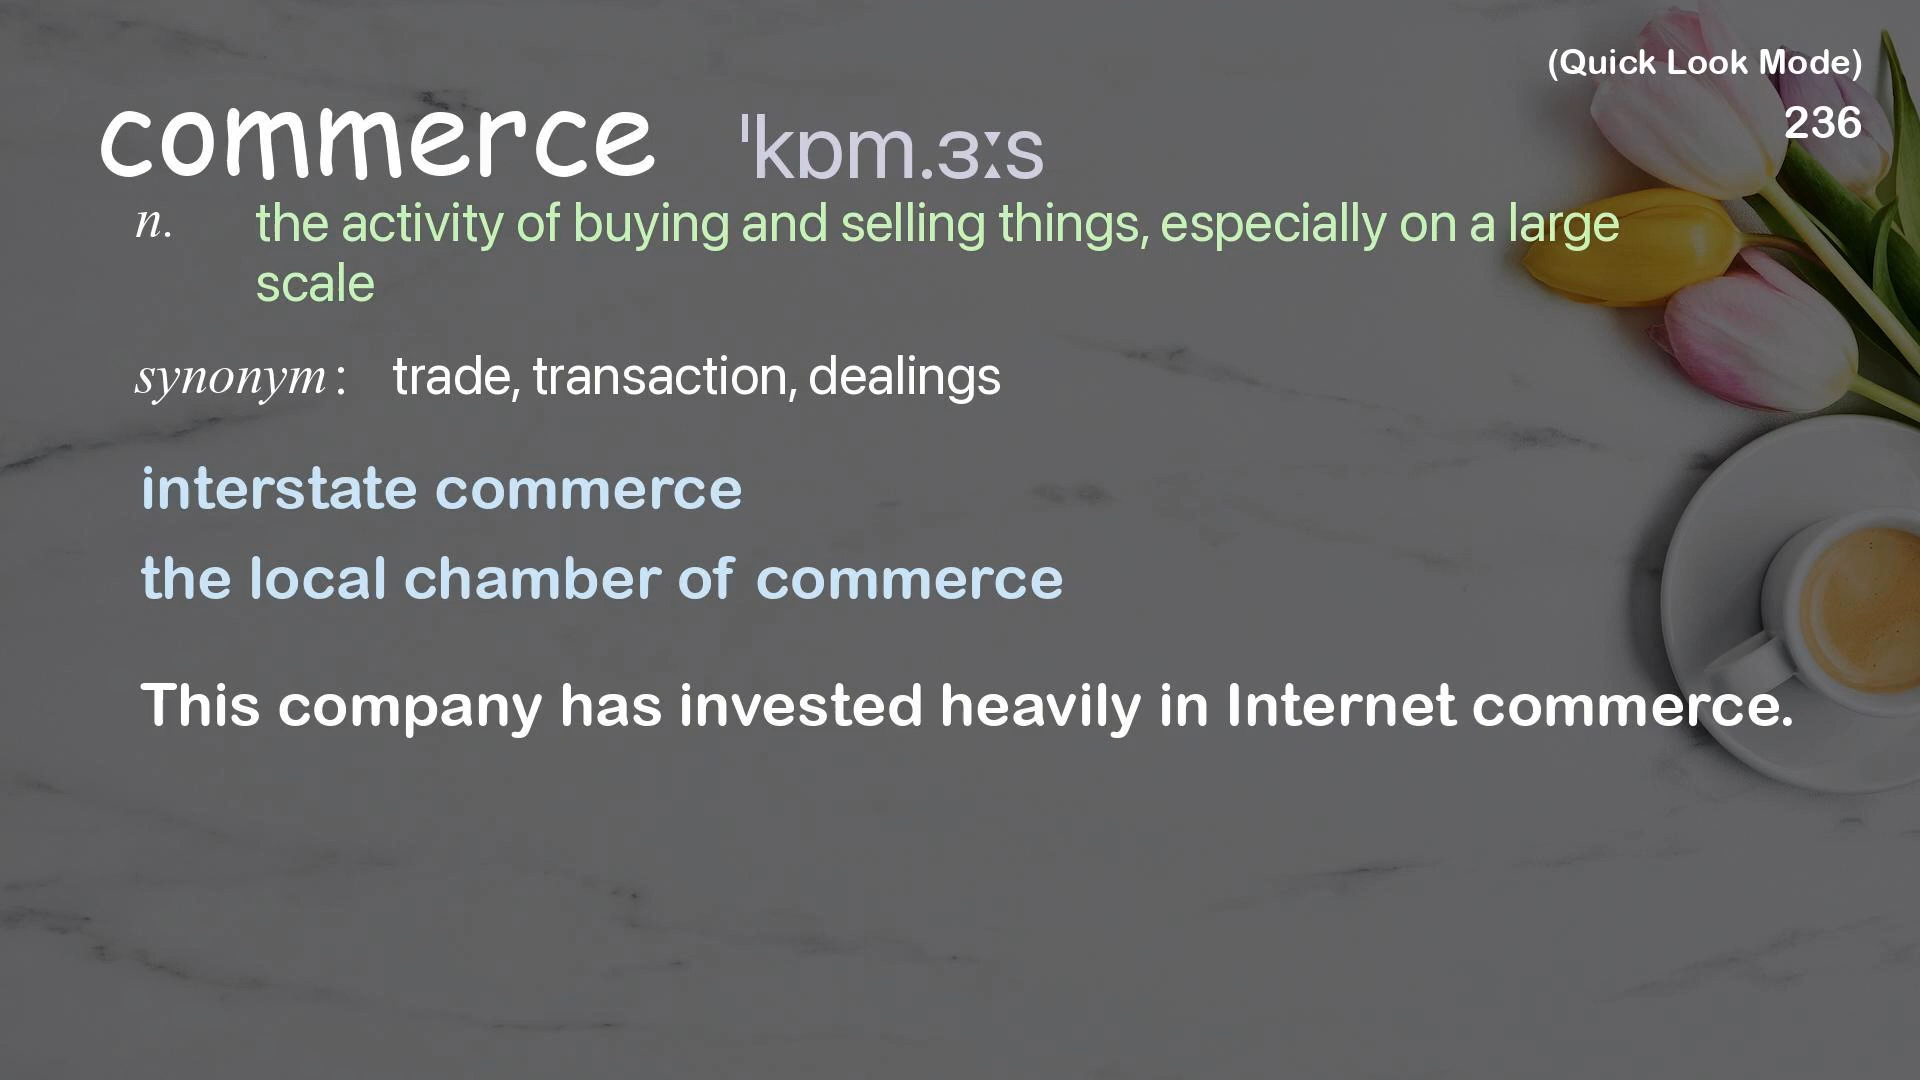 (Quick Look Mode)
236
commerce ˈkɒm.ɜːs
n. the activity of buying and selling things, especially on a large
scale
synonym: trade, transaction, dealings
interstate commerce
the local chamber of commerce
This company has invested heavily in Internet commerce.